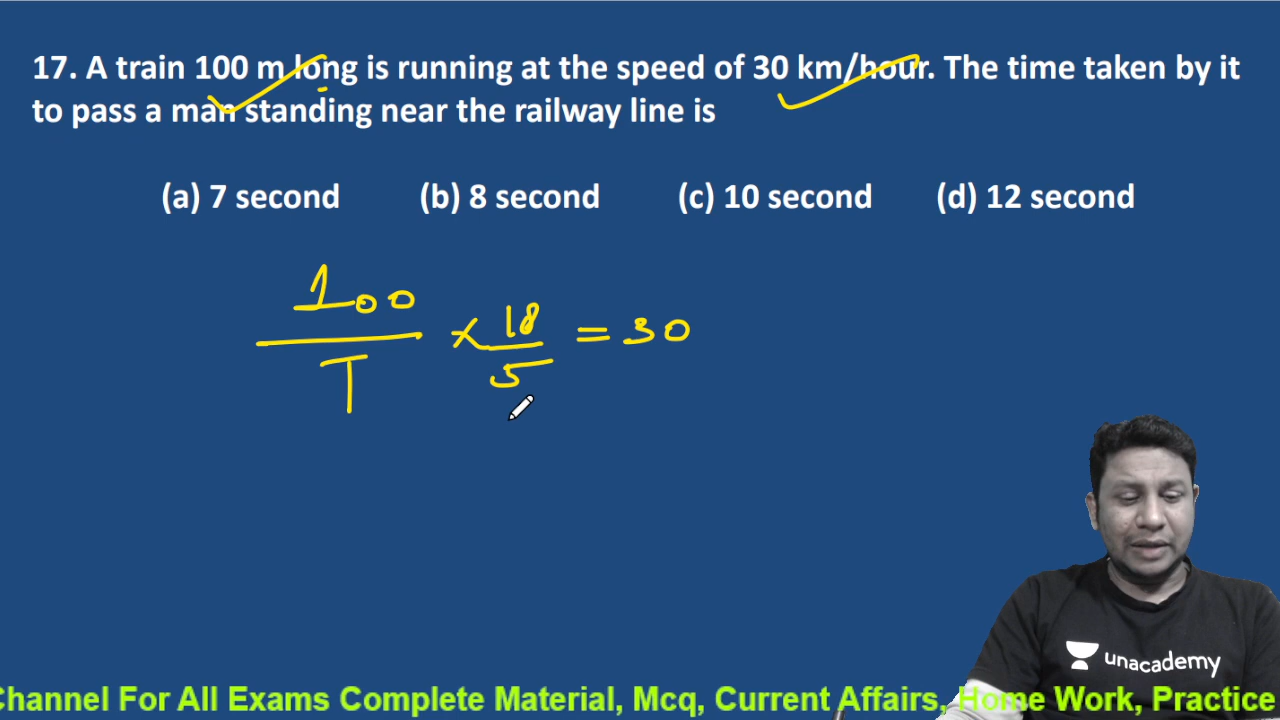 17. A train 100 m long is running at the speed of 30 km/hour. The time taken by it
to pass a man standing near the railway line is
(a) 7 second (b) 8 second (c) 10 second (d) 12 second
100/T × 18/5 = 30
unacademy
Channel For All Exams Complete Material, Mcq, Current Affairs, Home Work, Practice